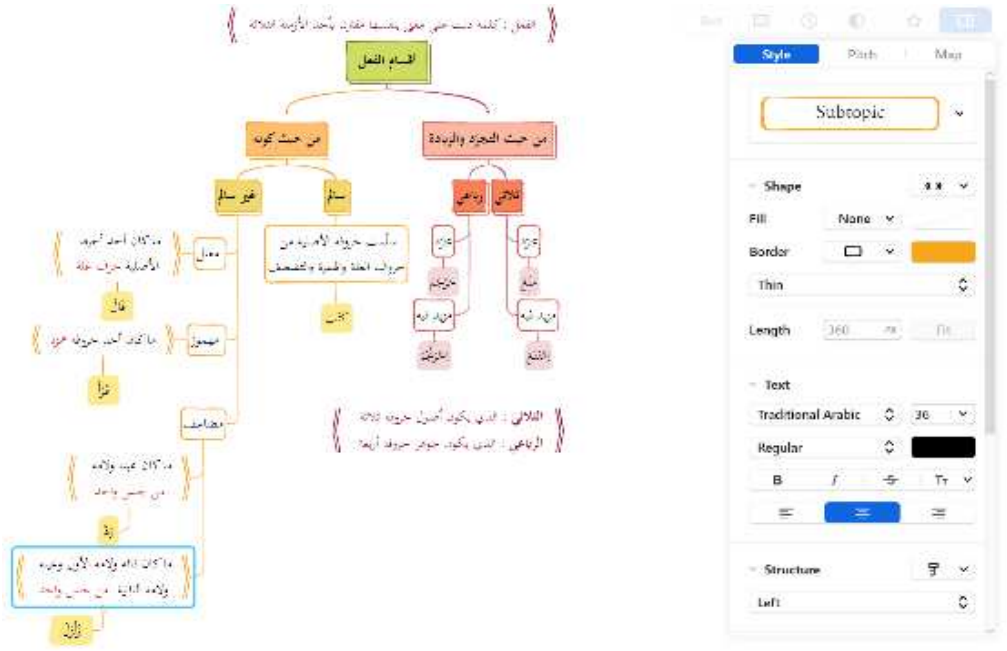 الفعل : كلمة دلت على معنى بنفسها مقترن بأحد الأزمنة الثلاثة
أقسام الفعل
من حيث التجرد والزيادة
من حيث كونه
ثلاثي
رباعي
سالم
غير سالم
مجرد
مجرد
مزيد فيه
مزيد فيه
ما سلمت حروفه الأصلية من
حروف العلة والهمزة والتضعيف
كتب
معتل
ما كان أحد أحرفه
الأصلية حرف علة
قال
مهموز
ما كان أحد حروفه همزة
قرأ
مضاعف
ما كان عينه ولامه
من جنس واحد
ما كان فاؤه ولامه الأولى وعينه
ولامه الثانية من جنس واحد
زلزل
الثلاثي : الذي يكون أصول حروفه ثلاثة
الرباعي : الذي يكون جوهر حروفه أربعة
Style
Pitch
Map
Subtopic
Shape
Fill
None
Border
Thin
Length
360
Text
Traditional Arabic
36
Regular
B
Structure
Left